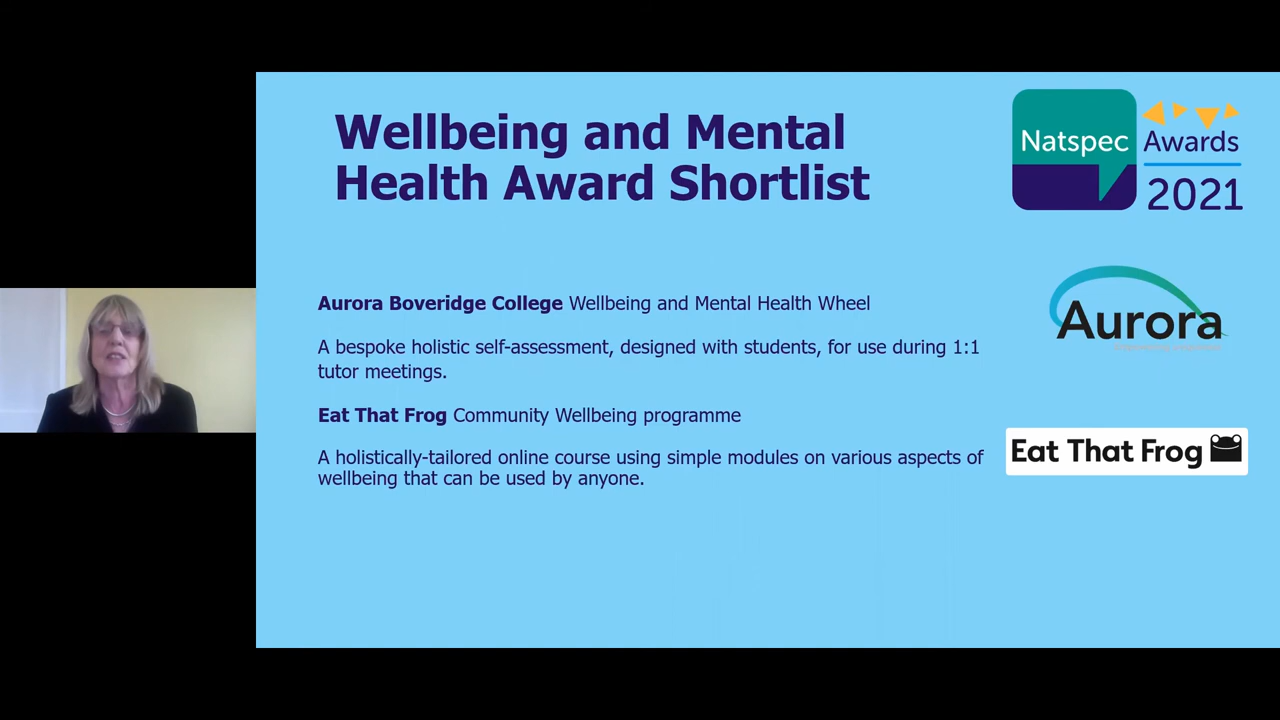 Wellbeing and Mental
Health Award Shortlist
Natspec
Awards
2021
Aurora Boveridge College Wellbeing and Mental Health Wheel
A bespoke holistic self-assessment, designed with students, for use during 1:1
tutor meetings.
Aurora
Eat That Frog Community Wellbeing programme
Eat That Frog
A holistically-tailored online course using simple modules on various aspects of
wellbeing that can be used by anyone.